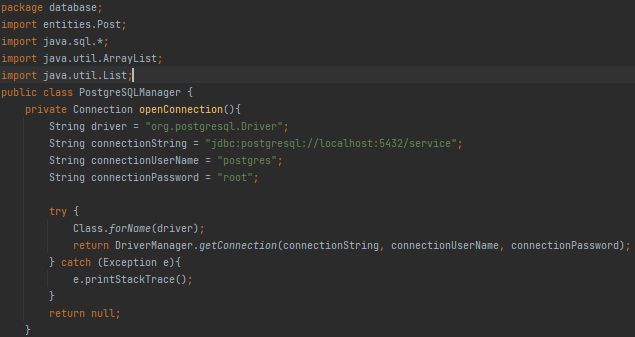 package database;
import entities.Post;
import java.sql.*;
import java.util.ArrayList;
import java.util.List;
public class PostgreSQLManager {
    private Connection openConnection(){
        String driver = "org.postgresql.Driver";
        String connectionString = "jdbc:postgresql://localhost:5432/service";
        String connectionUserName = "postgres";
        String connectionPassword = "root";

        try {
            Class.forName(driver);
            return DriverManager.getConnection(connectionString, connectionUserName, connectionPassword);
        } catch (Exception e){
            e.printStackTrace();
        }
        return null;
    }